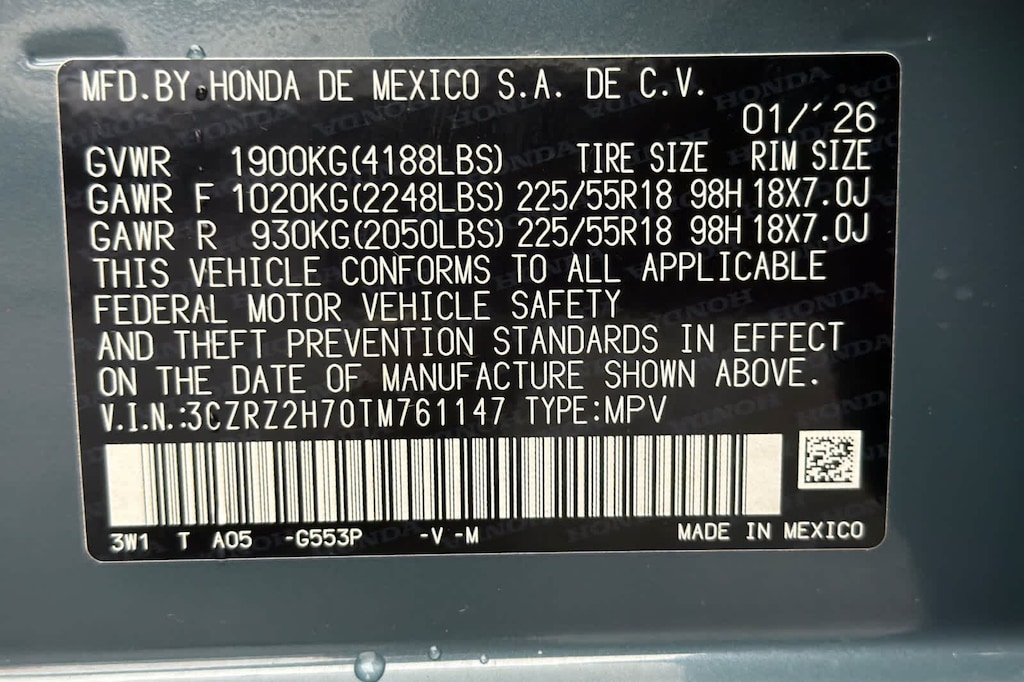 MFD.BY HONDA DE MEXICO S.A. DE C.V.
01/'26
GVWR 1900KG(4188LBS) TIRE SIZE RIM SIZE
GAWR F 1020KG(2248LBS) 225/55R18 98H 18X7.0J
GAWR R 930KG(2050LBS) 225/55R18 98H 18X7.0J
THIS VEHICLE CONFORMS TO ALL APPLICABLE
FEDERAL MOTOR VEHICLE SAFETY
AND THEFT PREVENTION STANDARDS IN EFFECT
ON THE DATE OF MANUFACTURE SHOWN ABOVE.
V.I.N.:3CZRZ2H70TM761147 TYPE:MPV
3W1 T A05 -G553P -V -M MADE IN MEXICO